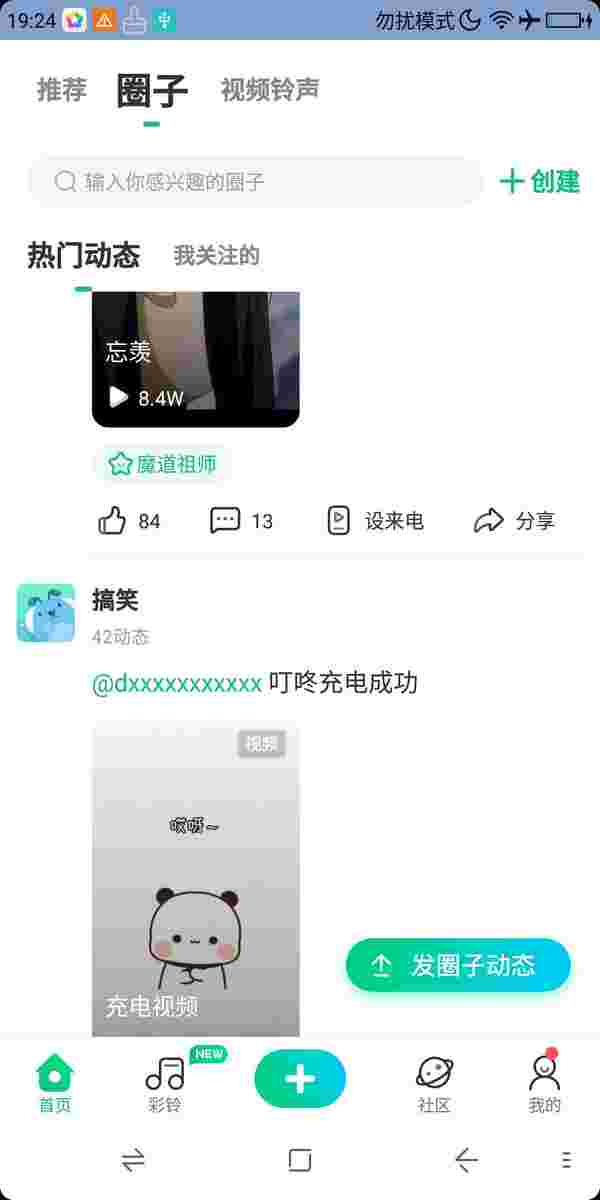 19:24 勿扰模式
推荐 圈子 视频铃声
输入你感兴趣的圈子 创建
热门动态 我关注的
忘羡
8.4W
魔道祖师
84 13 设来电 分享
搞笑
42动态
@dxxxxxxxxxxx 叮咚充电成功
视频
哎呀~
充电视频
发圈子动态
NEW
首页 彩铃 社区 我的